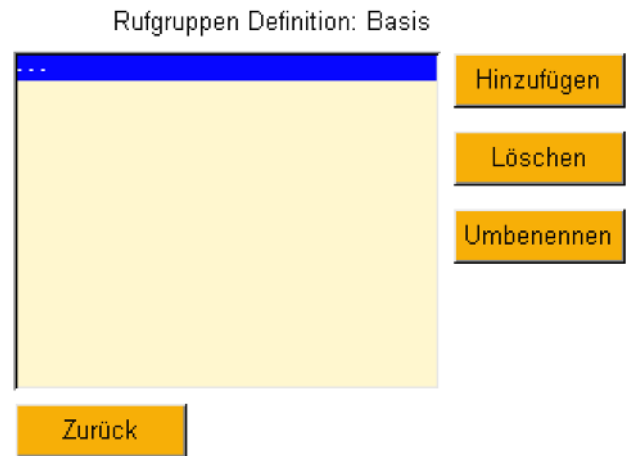 Rufgruppen Definition: Basis
---
Hinzufügen
Löschen
Umbenennen
Zurück